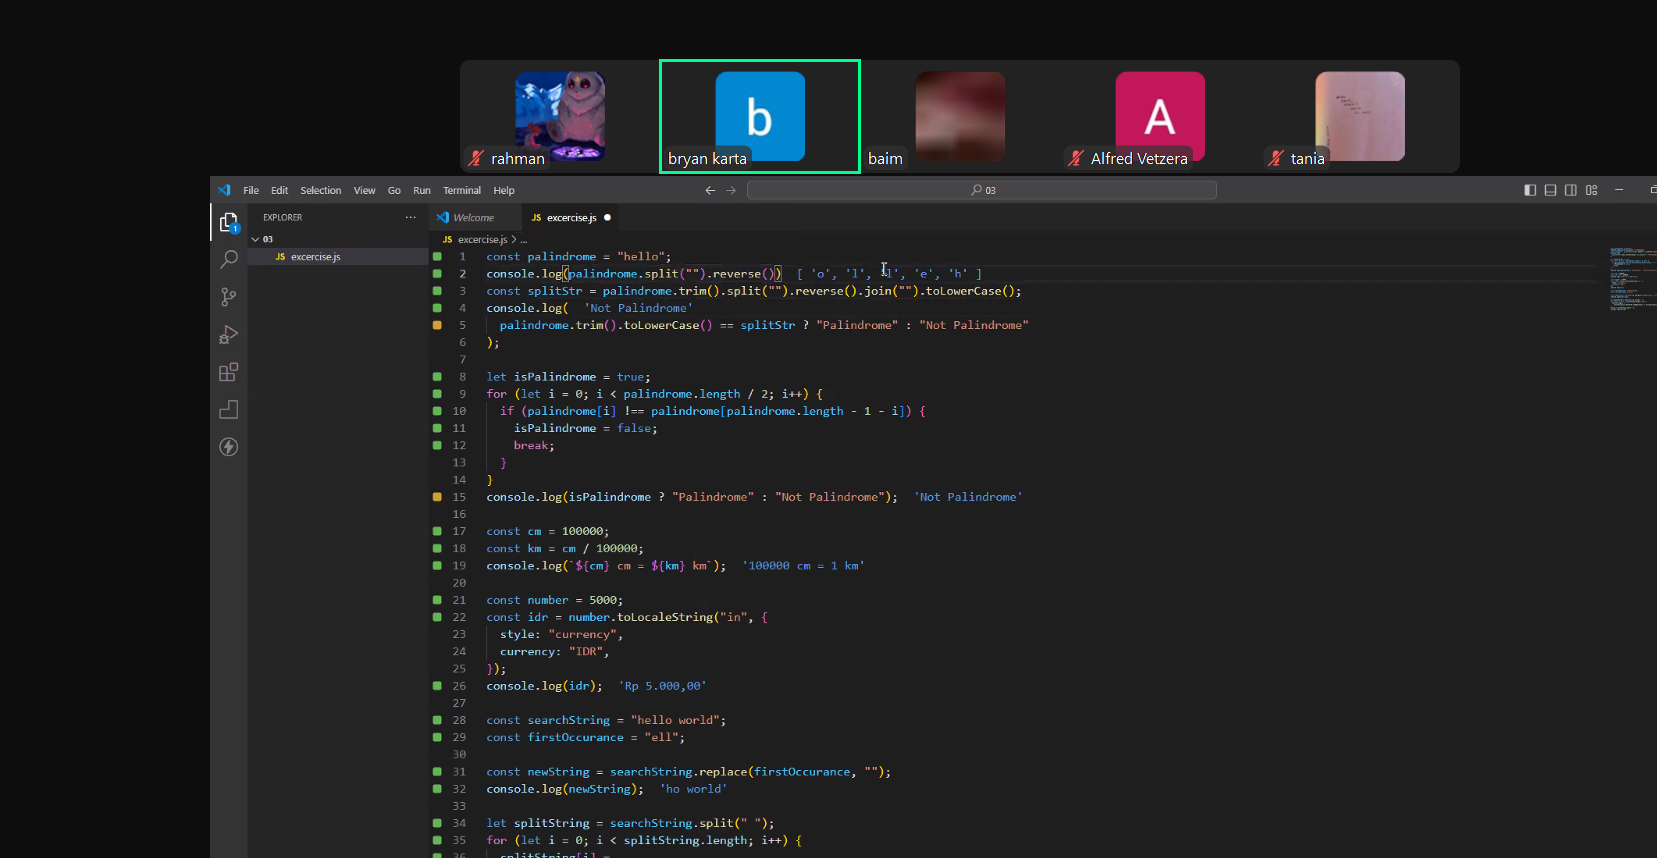 b
A
rahman
bryan karta
baim
Alfred Vetzera
tania
File Edit Selection View Go Run Terminal Help
03
EXPLORER
Welcome
JS excercise.js
1
03
JS excercise.js
JS excercise.js > ...
1 const palindrome = "hello";
2 console.log(palindrome.split("").reverse()) [ 'o', 'l', 'l', 'e', 'h' ]
3 const splitStr = palindrome.trim().split("").reverse().join("").toLowerCase();
4 console.log( 'Not Palindrome'
5 palindrome.trim().toLowerCase() == splitStr ? "Palindrome" : "Not Palindrome"
6 );
7
8 let isPalindrome = true;
9 for (let i = 0; i < palindrome.length / 2; i++) {
10 if (palindrome[i] !== palindrome[palindrome.length - 1 - i]) {
11 isPalindrome = false;
12 break;
13 }
14 }
15 console.log(isPalindrome ? "Palindrome" : "Not Palindrome"); 'Not Palindrome'
16
17 const cm = 100000;
18 const km = cm / 100000;
19 console.log(`${cm} cm = ${km} km`); '100000 cm = 1 km'
20
21 const number = 5000;
22 const idr = number.toLocaleString("in", {
23 style: "currency",
24 currency: "IDR",
25 });
26 console.log(idr); 'Rp 5.000,00'
27
28 const searchString = "hello world";
29 const firstOccurance = "ell";
30
31 const newString = searchString.replace(firstOccurance, "");
32 console.log(newString); 'ho world'
33
34 let splitString = searchString.split(" ");
35 for (let i = 0; i < splitString.length; i++) {
36 splitString[i] =